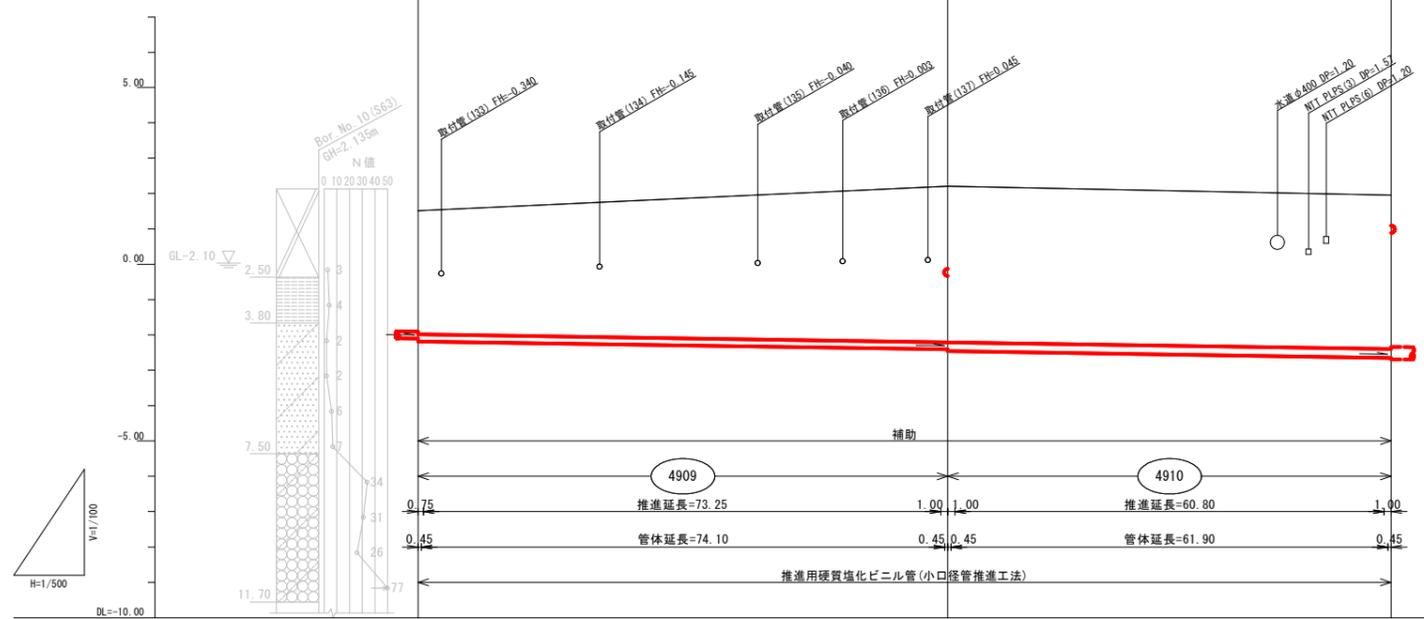 5.00
0.00
-5.00
DL=-10.00
V=1/100
H=1/500
Bor.No.10(S63)
GH=2.135m
N値
0 10 20 30 40 50
GL-2.10
2.50
3.80
7.50
11.70
3
4
2
2
6
7
34
31
26
77
取付管(133) FH=-0.340
取付管(134) FH=-0.145
取付管(135) FH=-0.040
取付管(136) FH=0.003
取付管(137) FH=0.045
水道φ400 DP=1.20
NTT PLPS(3) DP=1.57
NTT PLPS(6) DP=1.20
補助
4909 4910
0.75 推進延長=73.25 1.00 1.00 推進延長=60.80 1.00
0.45 管体延長=74.10 0.45 0.45 管体延長=61.90 0.45
推進用硬質塩化ビニル管(小口径管推進工法)